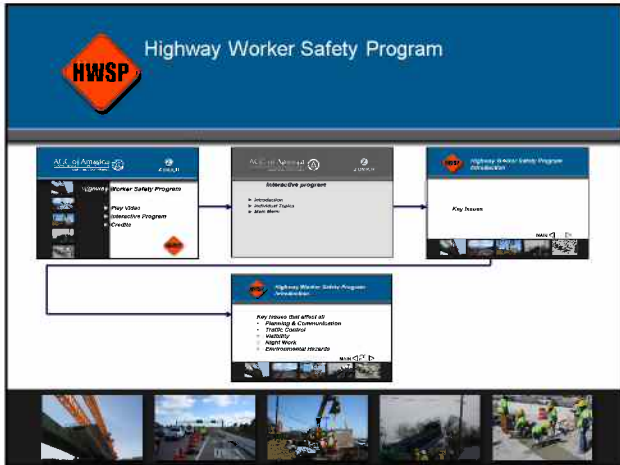 Highway Worker Safety Program
HWSP
AGC of America
ZURICH
Highway Worker Safety Program
Play Video
Interactive Program
Credits
HWSP
AGC of America
ZURICH
Interactive program
Introduction
Individual Topics
Main Menu
HWSP
Highway Worker Safety Program
Introduction
Key Issues
MAIN
HWSP
Highway Worker Safety Program
Introduction
Key Issues that affect all
Planning & Communication
Traffic Control
Visibility
Night Work
Environmental Hazards
MAIN